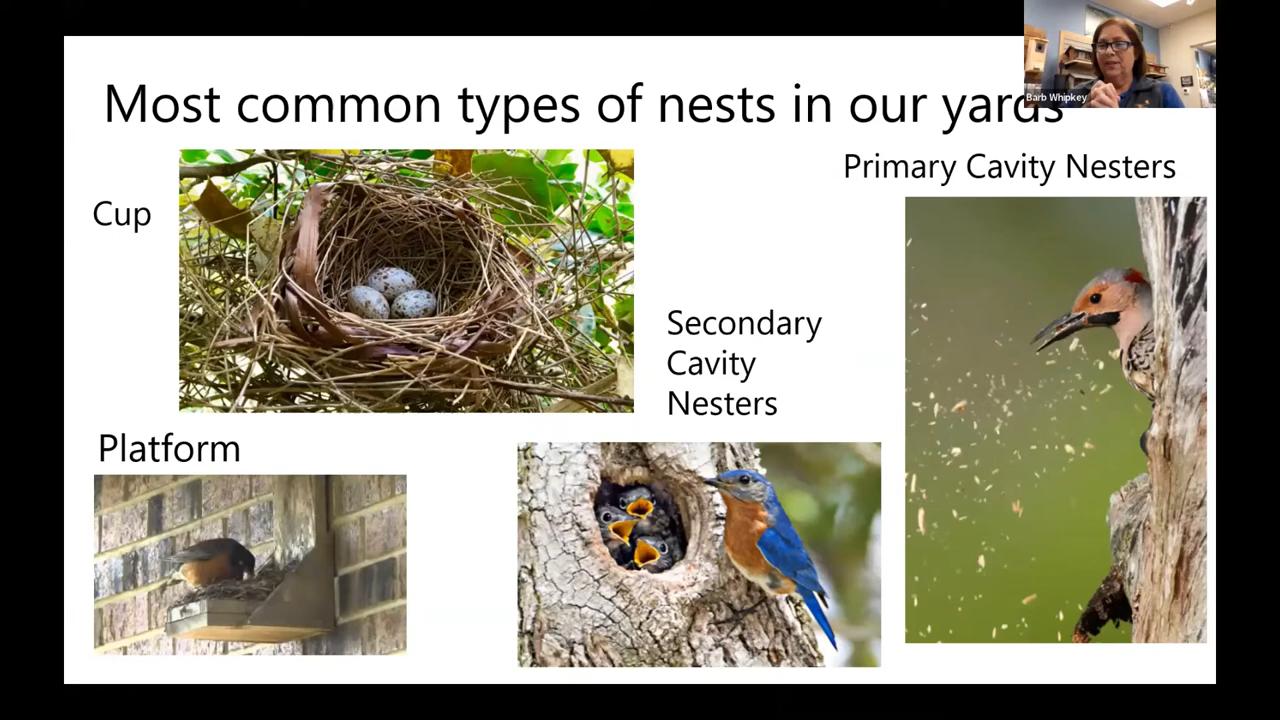 Most common types of nests in our yards
Barb Whipkey
Primary Cavity Nesters
Cup
Secondary
Cavity
Nesters
Platform